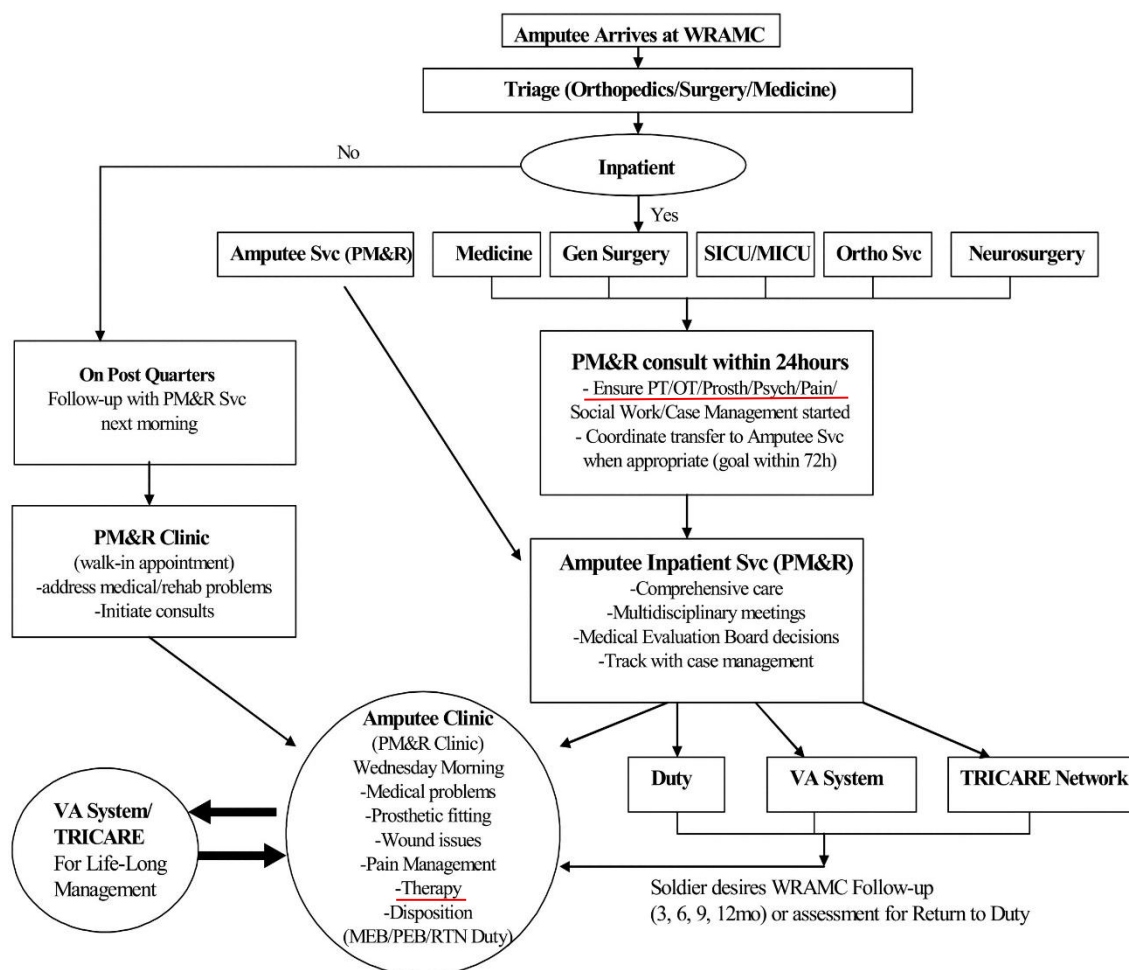 Amputee Arrives at WRAMC
Triage (Orthopedics/Surgery/Medicine)
Inpatient
No
Yes
Amputee Svc (PM&R)
Medicine
Gen Surgery
SICU/MICU
Ortho Svc
Neurosurgery
On Post Quarters
Follow-up with PM&R Svc
next morning
PM&R consult within 24hours
- Ensure PT/OT/Prosth/Psych/Pain/
Social Work/Case Management started
- Coordinate transfer to Amputee Svc
when appropriate (goal within 72h)
PM&R Clinic
(walk-in appointment)
-address medical/rehab problems
-Initiate consults
Amputee Inpatient Svc (PM&R)
-Comprehensive care
-Multidisciplinary meetings
-Medical Evaluation Board decisions
-Track with case management
Amputee Clinic
(PM&R Clinic)
Wednesday Morning
-Medical problems
-Prosthetic fitting
-Wound issues
-Pain Management
-Therapy
-Disposition
(MEB/PEB/RTN Duty)
Duty
VA System
TRICARE Network
VA System/
TRICARE
For Life-Long
Management
Soldier desires WRAMC Follow-up
(3, 6, 9, 12mo) or assessment for Return to Duty